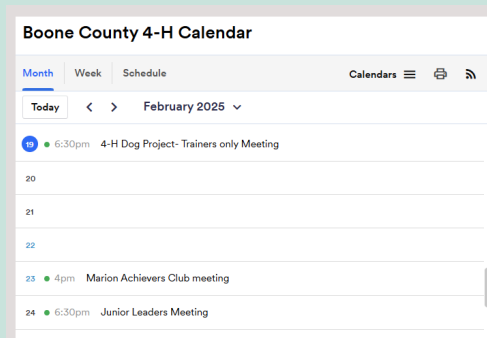 Boone County 4-H Calendar
Month Week Schedule Calendars
Today February 2025
19 6:30pm 4-H Dog Project- Trainers only Meeting
20
21
22
23 4pm Marion Achievers Club meeting
24 6:30pm Junior Leaders Meeting